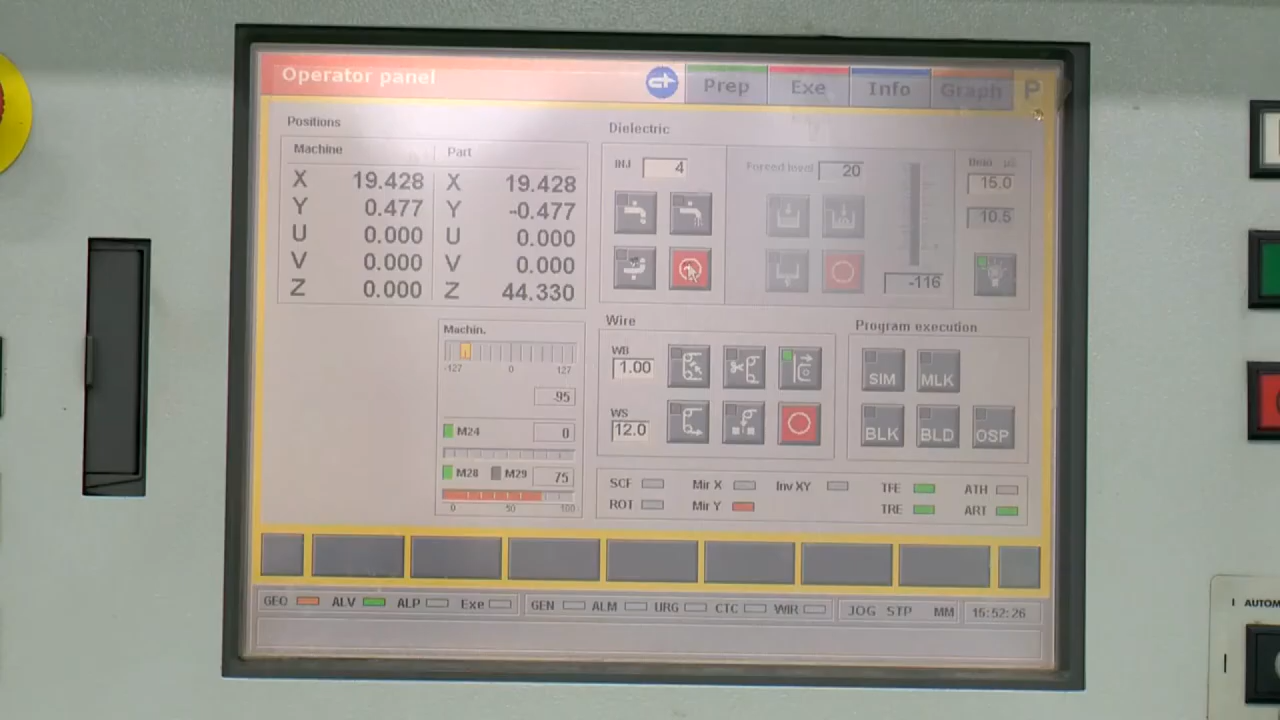 Operator panel
Prep Exe Info Graph P
Positions
Machine Part
X 19.428 X 19.428
Y 0.477 Y -0.477
U 0.000 U 0.000
V 0.000 V 0.000
Z 0.000 Z 44.330
Dielectric
INJ 4
Forced level 20
15.0
10.5
-116
Machin.
-127 0 127
-95
M24 0
M28 M29 75
0 50 100
Wire
WB
1.00
WS
12.0
Program execution
SIM MLK
BLK BLD OSP
SCF Mir X Inv XY TFE ATH
ROT Mir Y TRE ART
GEO ALV ALP Exe GEN ALM URG CTC WIR JOG STP MM 15:52:26
I AUTOM
I